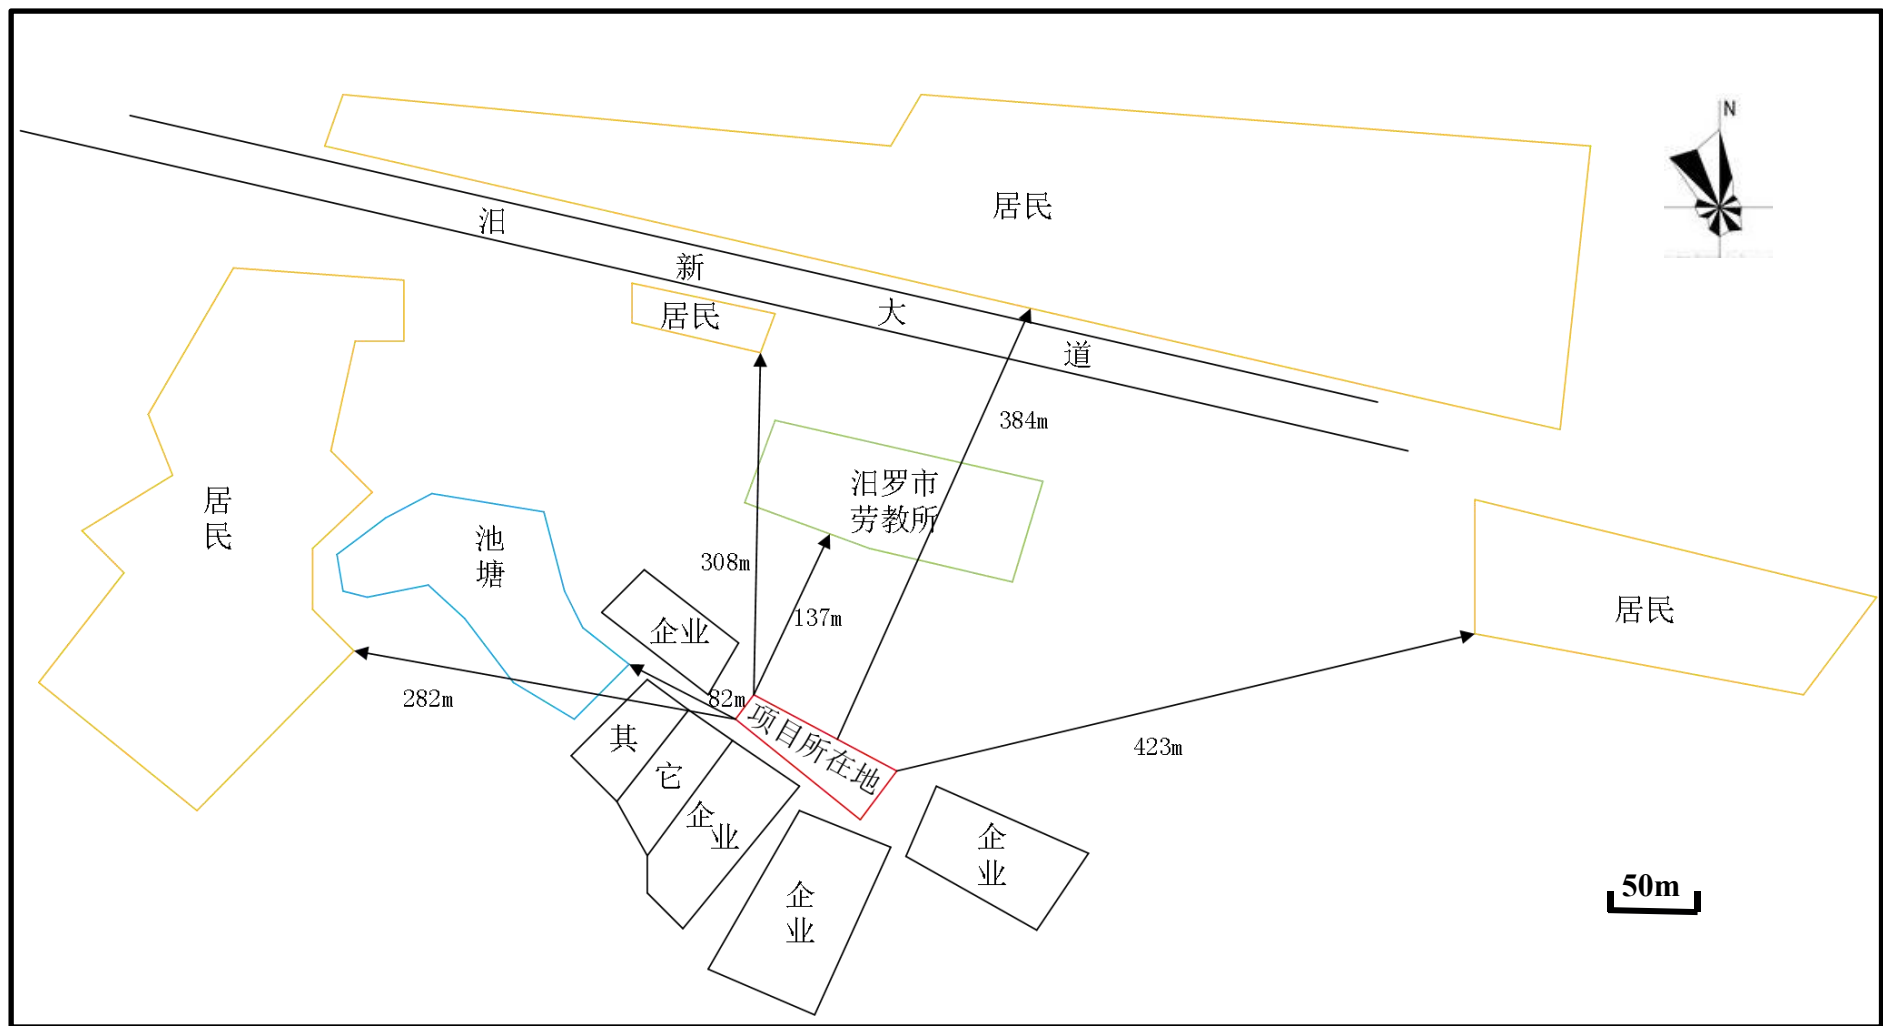 N
居民
汨新大道
居民
384m
汨罗市
劳教所
居民
池塘
308m
137m
企业
居民
282m
82m
项目所在地
其它企业
423m
企业
企业
50m